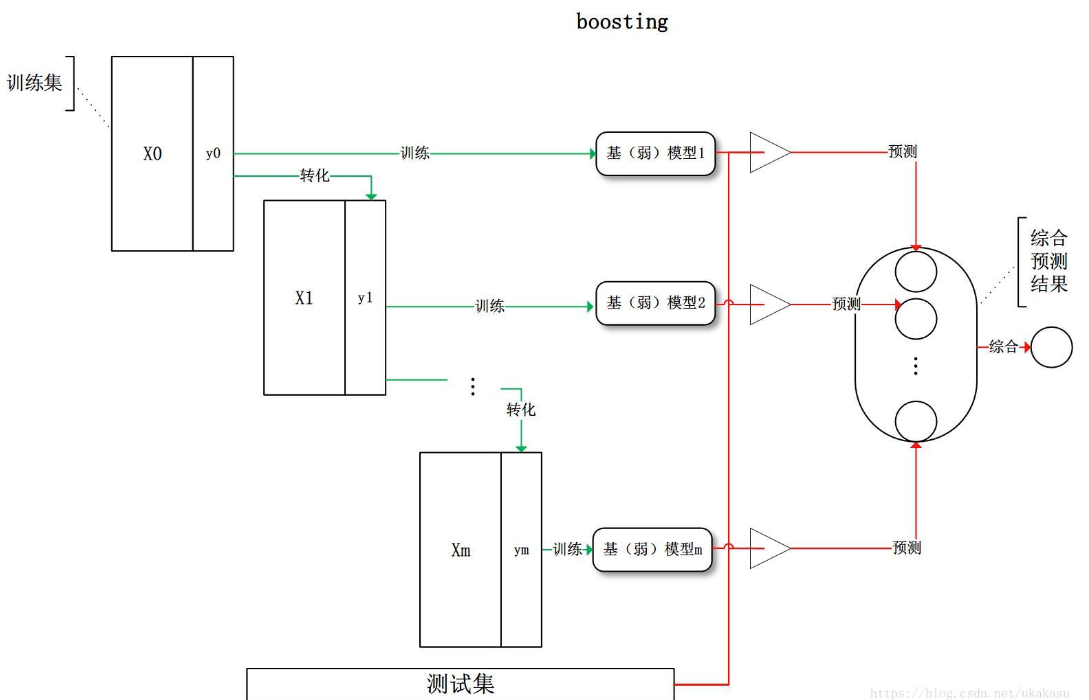 boosting
训练集
X0
y0
训练
基（弱）模型1
预测
转化
X1
y1
训练
基（弱）模型2
预测
综合
预测
结果
综合
⋮
⋮
转化
Xm
ym
训练
基（弱）模型m
预测
测试集
https://blog.csdn.net/ukakasu